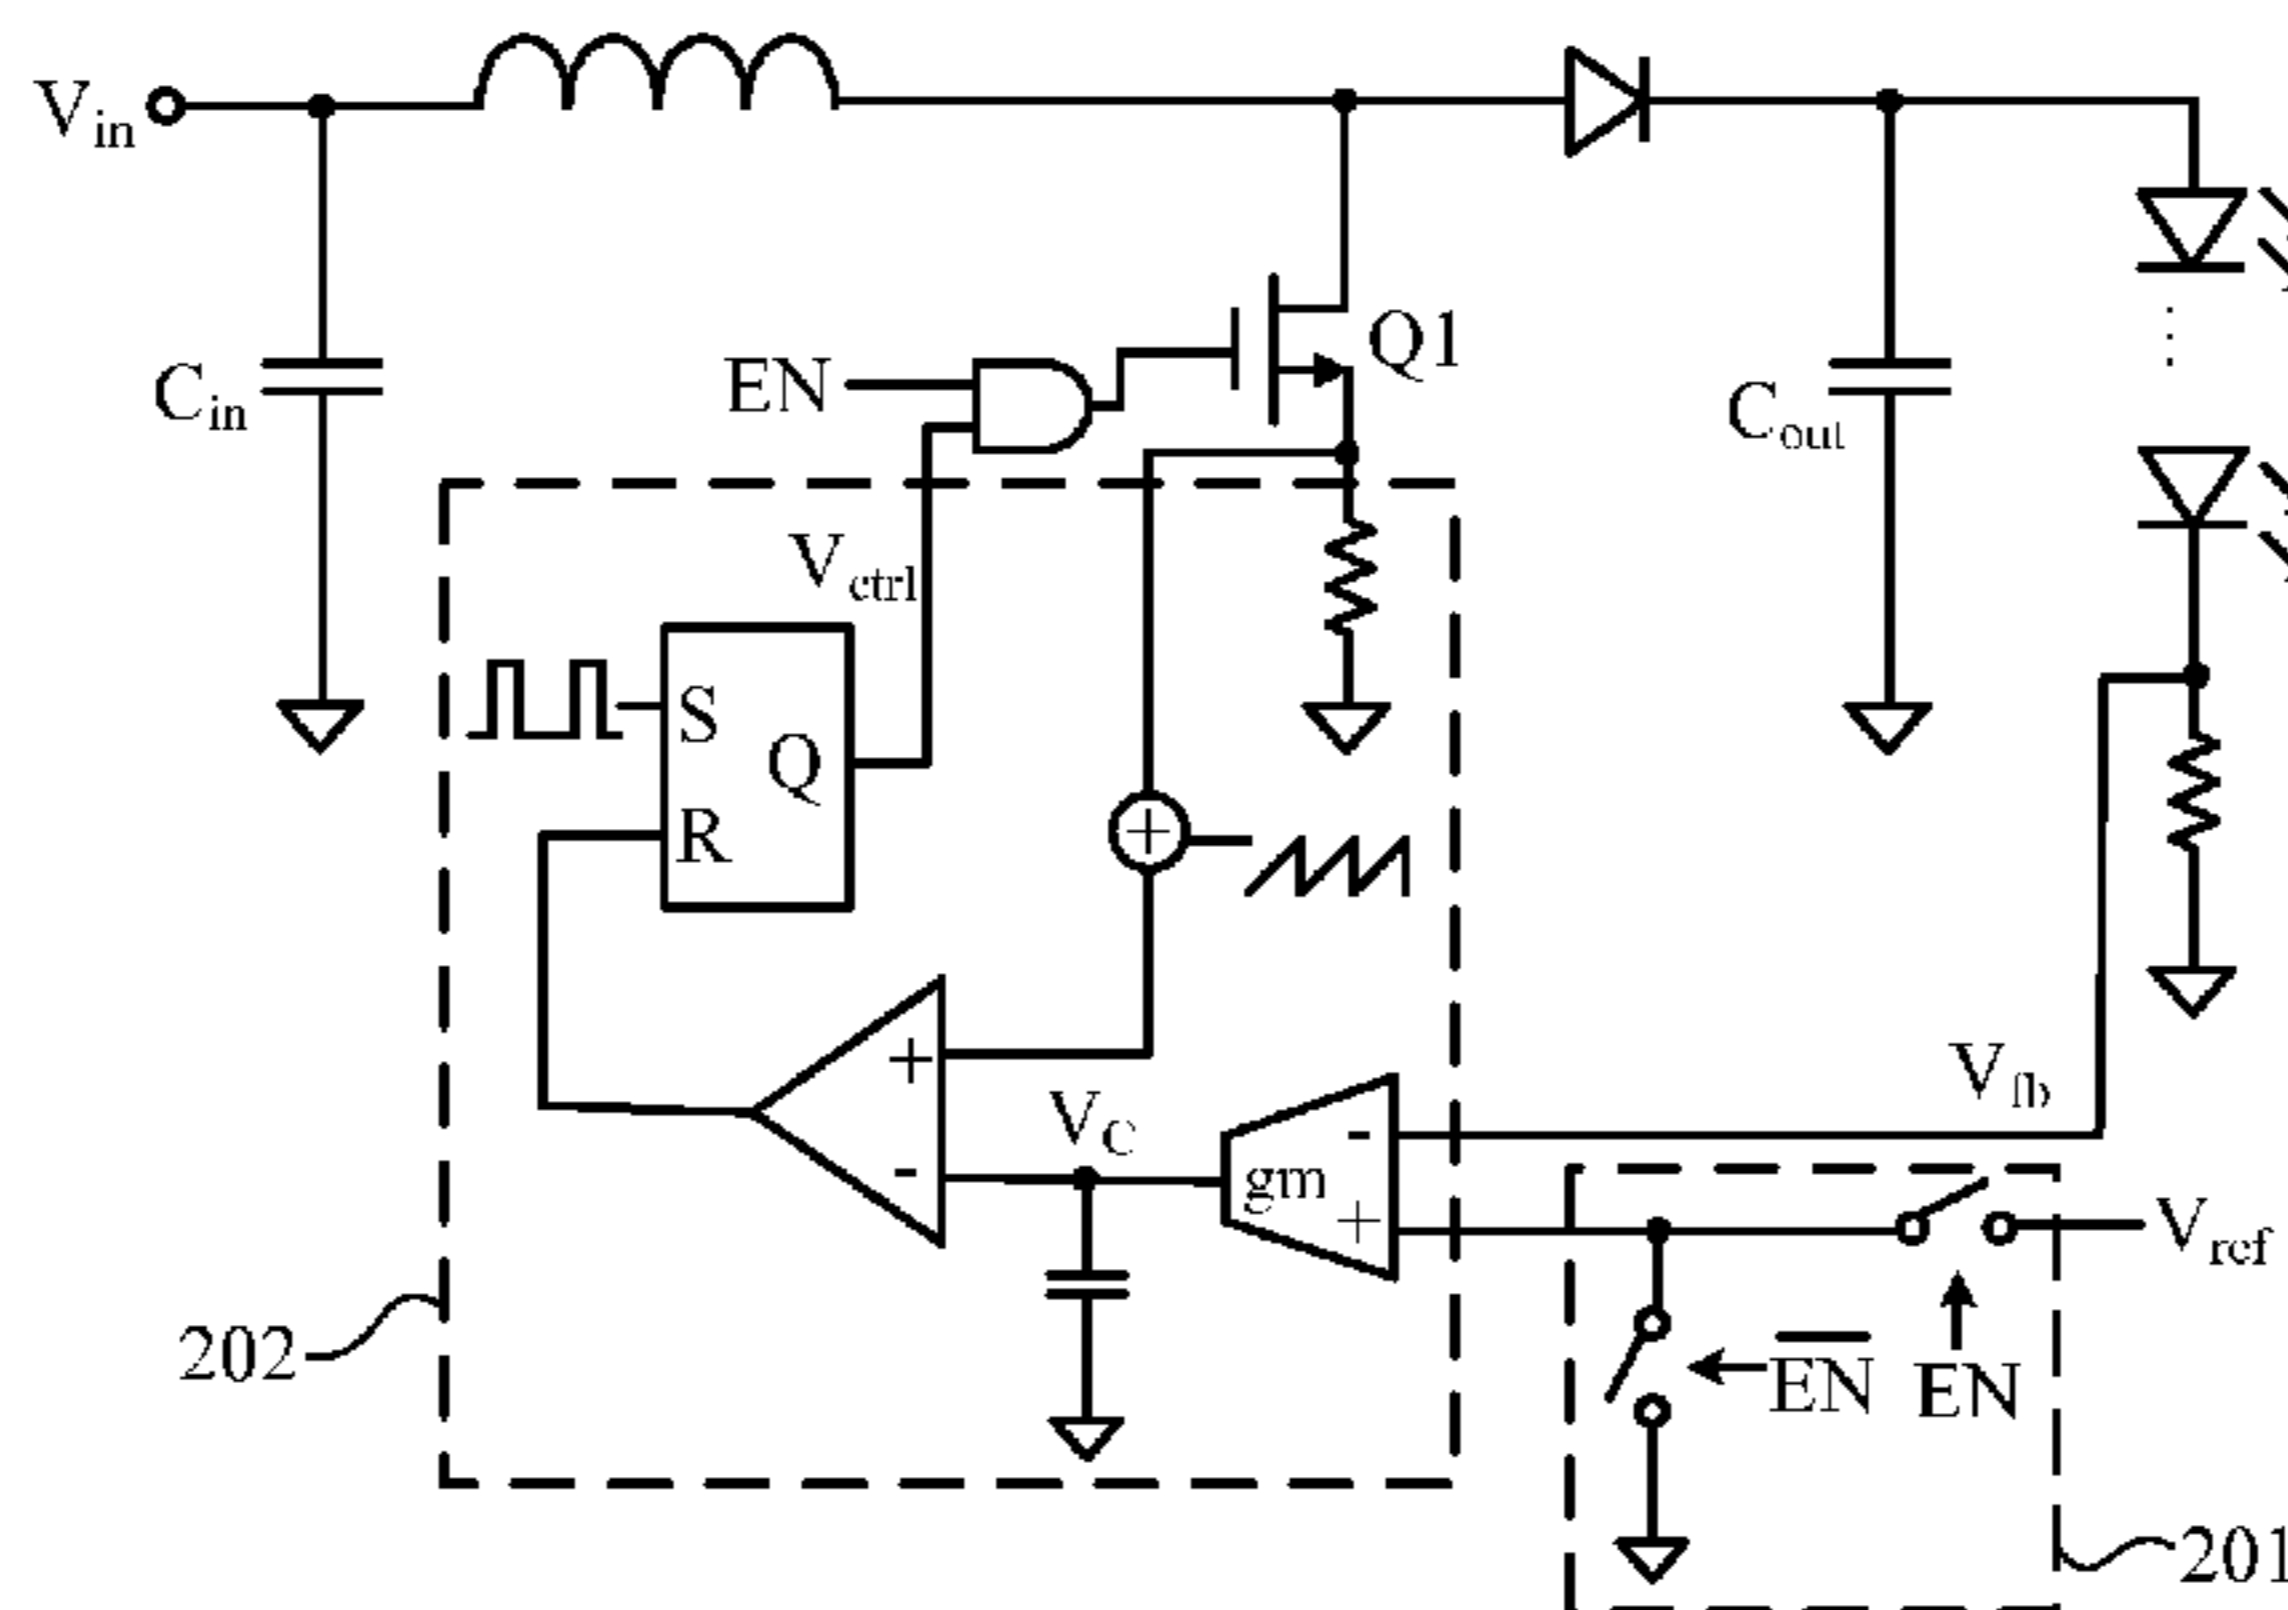 Vin
Cin
EN
Q1
Cout
Vctrl
S
Q
R
+
+
-
VC
Vfb
-
gm
+
Vref
EN
EN
202
201